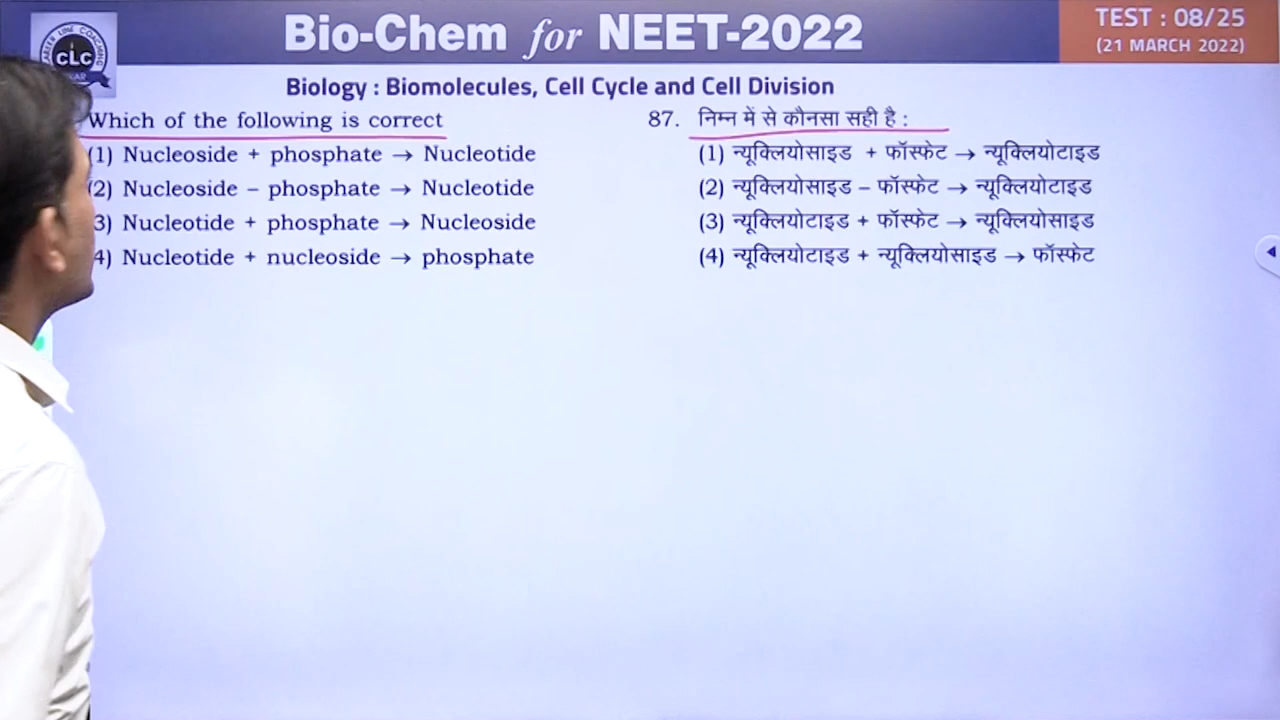 Bio-Chem for NEET-2022
TEST : 08/25
(21 MARCH 2022)
CLC
Biology : Biomolecules, Cell Cycle and Cell Division
Which of the following is correct
(1) Nucleoside + phosphate → Nucleotide
(2) Nucleoside – phosphate → Nucleotide
3) Nucleotide + phosphate → Nucleoside
4) Nucleotide + nucleoside → phosphate
87. निम्न में से कौनसा सही है :
(1) न्यूक्लियोसाइड + फॉस्फेट → न्यूक्लियोटाइड
(2) न्यूक्लियोसाइड – फॉस्फेट → न्यूक्लियोटाइड
(3) न्यूक्लियोटाइड + फॉस्फेट → न्यूक्लियोसाइड
(4) न्यूक्लियोटाइड + न्यूक्लियोसाइड → फॉस्फेट